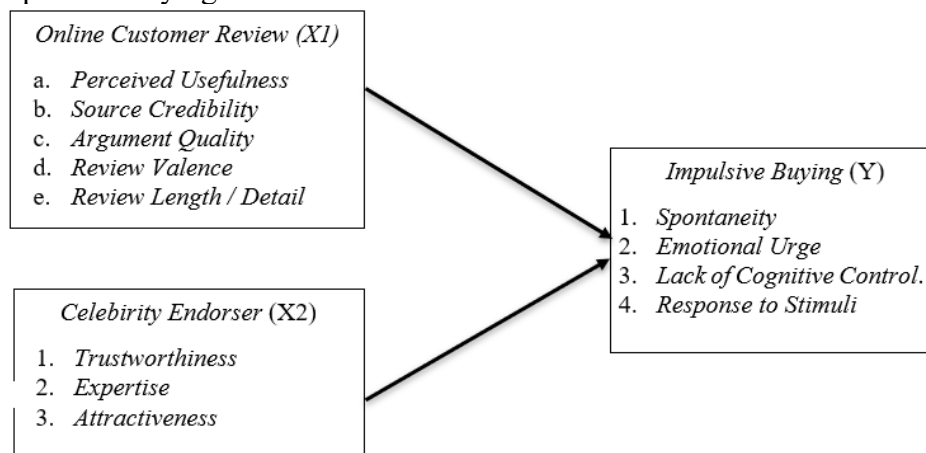 Online Customer Review (X1)
a. Perceived Usefulness
b. Source Credibility
c. Argument Quality
d. Review Valence
e. Review Length / Detail
Impulsive Buying (Y)
1. Spontaneity
2. Emotional Urge
3. Lack of Cognitive Control.
4. Response to Stimuli
Celebirity Endorser (X2)
1. Trustworthiness
2. Expertise
3. Attractiveness